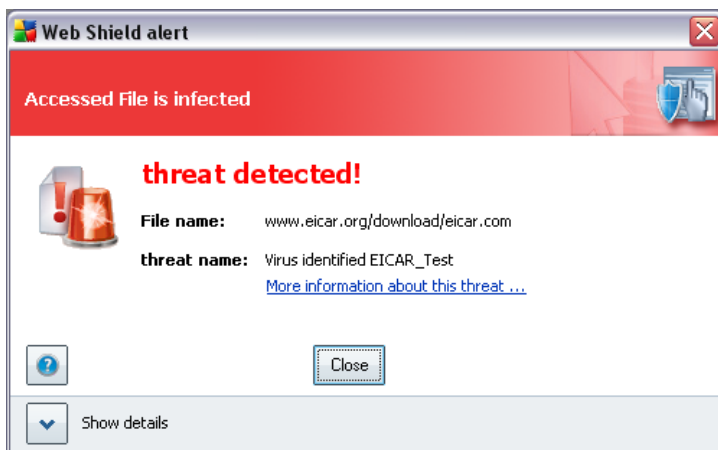 Web Shield alert
Accessed File is infected
threat detected!
File name: www.eicar.org/download/eicar.com
threat name: Virus identified EICAR_Test
More information about this threat ...
Close
Show details